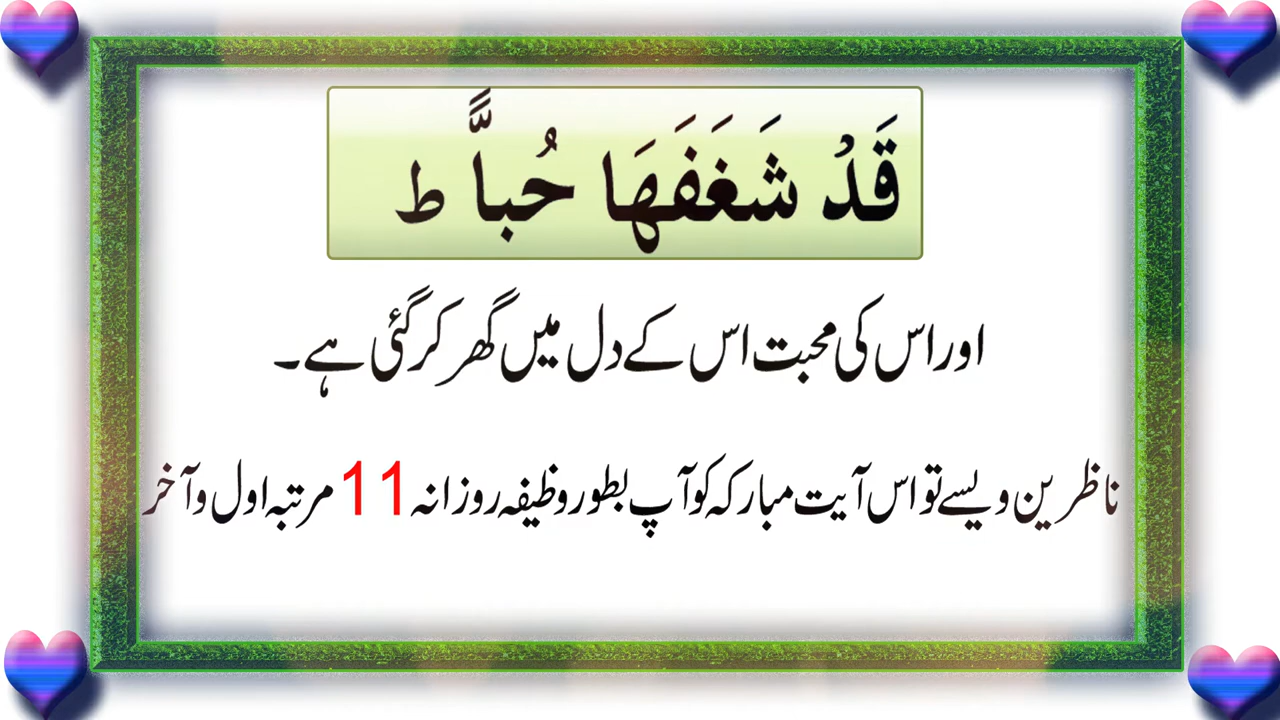 قَدْ شَغَفَهَا حُبًّا ط
اور اس کی محبت اس کے دل میں گھر کر گئی ہے۔
ناظرین ویسے تو اس آیت مبارکہ کو آپ بطور وظیفہ روزانہ 11 مرتبہ اول و آخر